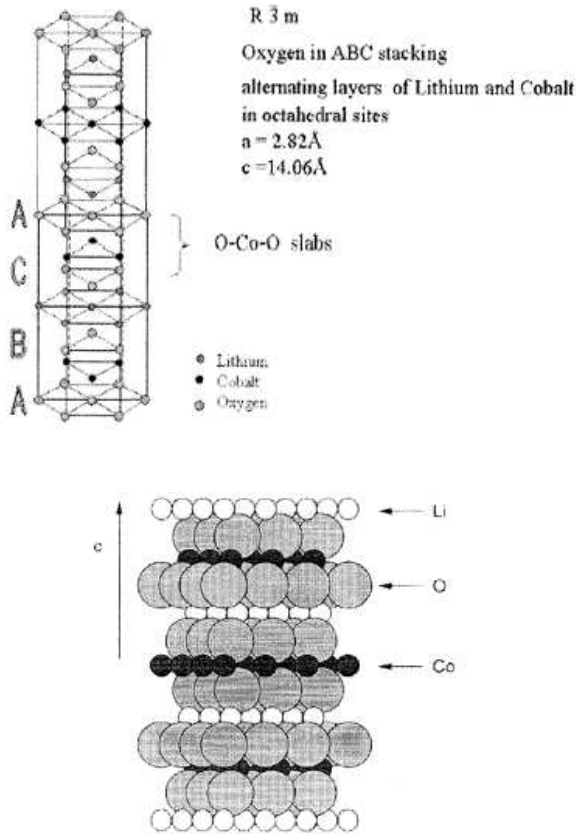 R 3̄ m
Oxygen in ABC stacking
alternating layers of Lithium and Cobalt
in octahedral sites
a = 2.82Å
c =14.06Å
A
O-Co-O slabs
C
B
Lithium
Cobalt
A
Oxygen
Li
c
O
Co